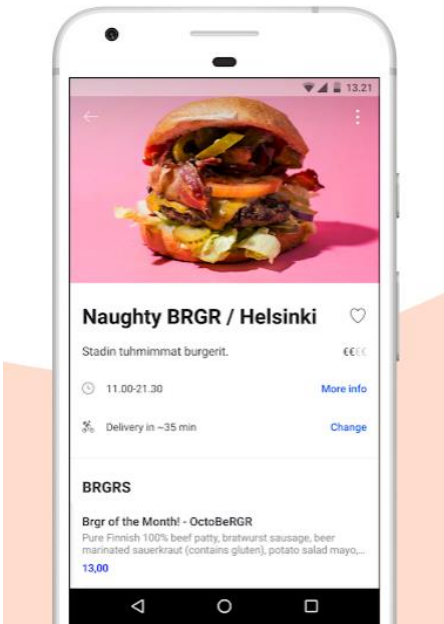 13.21
Naughty BRGR / Helsinki
Stadin tuhmimmat burgerit.
€€€€
11.00-21.30
More info
Delivery in ~35 min
Change
BRGRS
Brgr of the Month! - OctoBeRGR
Pure Finnish 100% beef patty, bratwurst sausage, beer
marinated sauerkraut (contains gluten), potato salad mayo,...
13,00